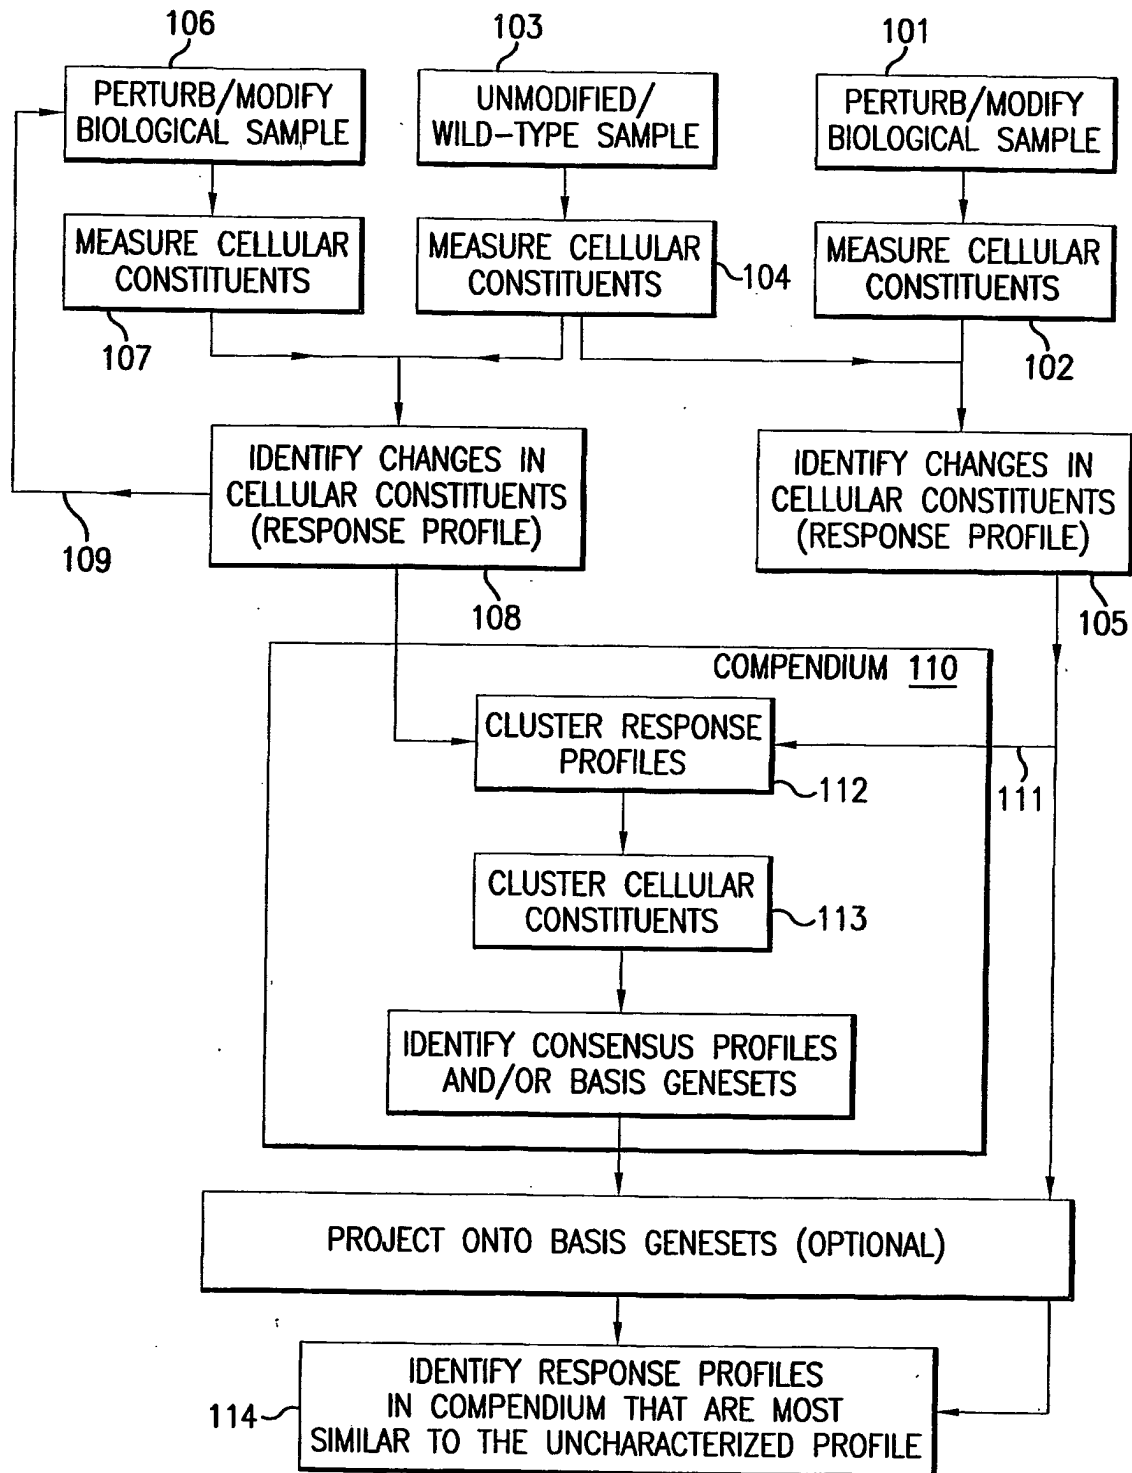 106
103
101
PERTURB/MODIFY
BIOLOGICAL SAMPLE
UNMODIFIED/
WILD-TYPE SAMPLE
PERTURB/MODIFY
BIOLOGICAL SAMPLE
MEASURE CELLULAR
CONSTITUENTS
107
MEASURE CELLULAR
CONSTITUENTS
104
MEASURE CELLULAR
CONSTITUENTS
102
IDENTIFY CHANGES IN
CELLULAR CONSTITUENTS
(RESPONSE PROFILE)
109
108
IDENTIFY CHANGES IN
CELLULAR CONSTITUENTS
(RESPONSE PROFILE)
105
COMPENDIUM 110
CLUSTER RESPONSE
PROFILES
112
111
CLUSTER CELLULAR
CONSTITUENTS
113
IDENTIFY CONSENSUS PROFILES
AND/OR BASIS GENESETS
PROJECT ONTO BASIS GENESETS (OPTIONAL)
IDENTIFY RESPONSE PROFILES
IN COMPENDIUM THAT ARE MOST
SIMILAR TO THE UNCHARACTERIZED PROFILE
114